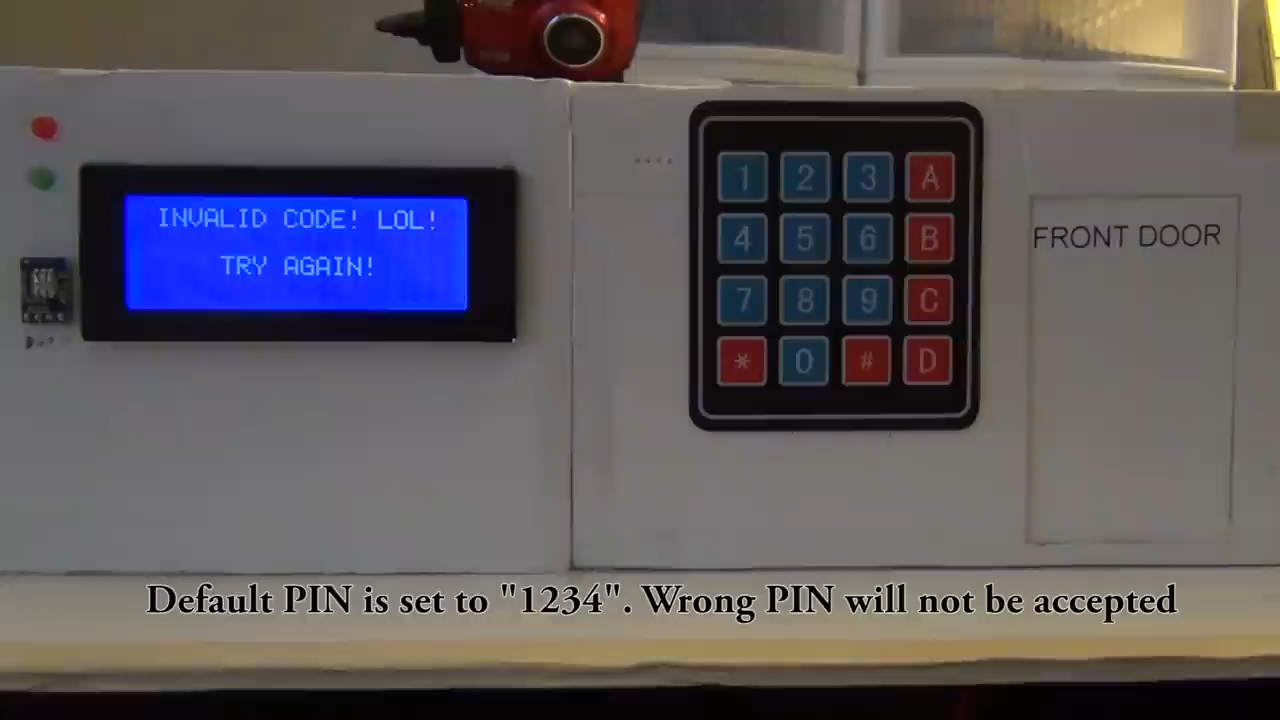 INVALID CODE! LOL!
TRY AGAIN!
1 2 3 A
4 5 6 B
7 8 9 C
* 0 # D
FRONT DOOR
Default PIN is set to "1234". Wrong PIN will not be accepted